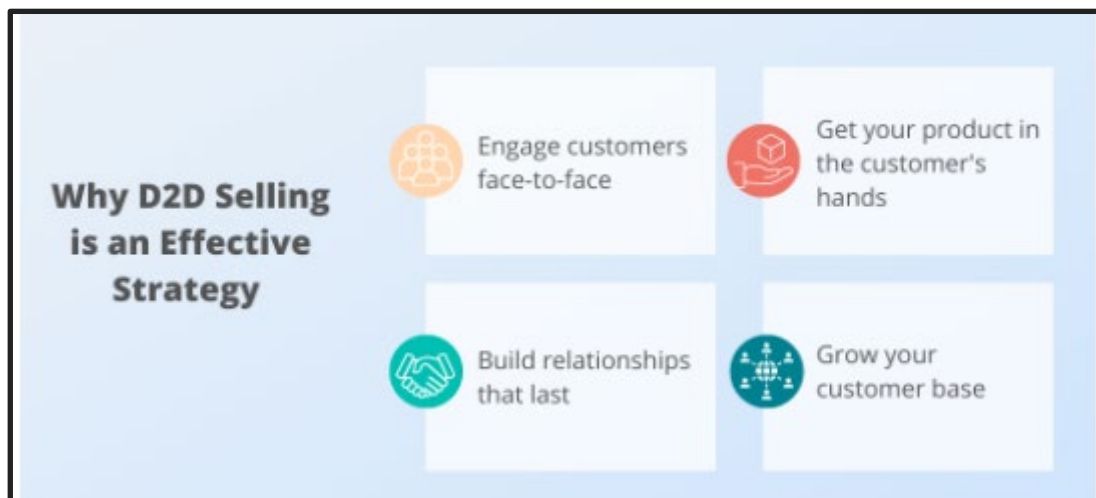 Why D2D Selling
is an Effective
Strategy
Engage customers
face-to-face
Get your product in
the customer's
hands
Build relationships
that last
Grow your
customer base